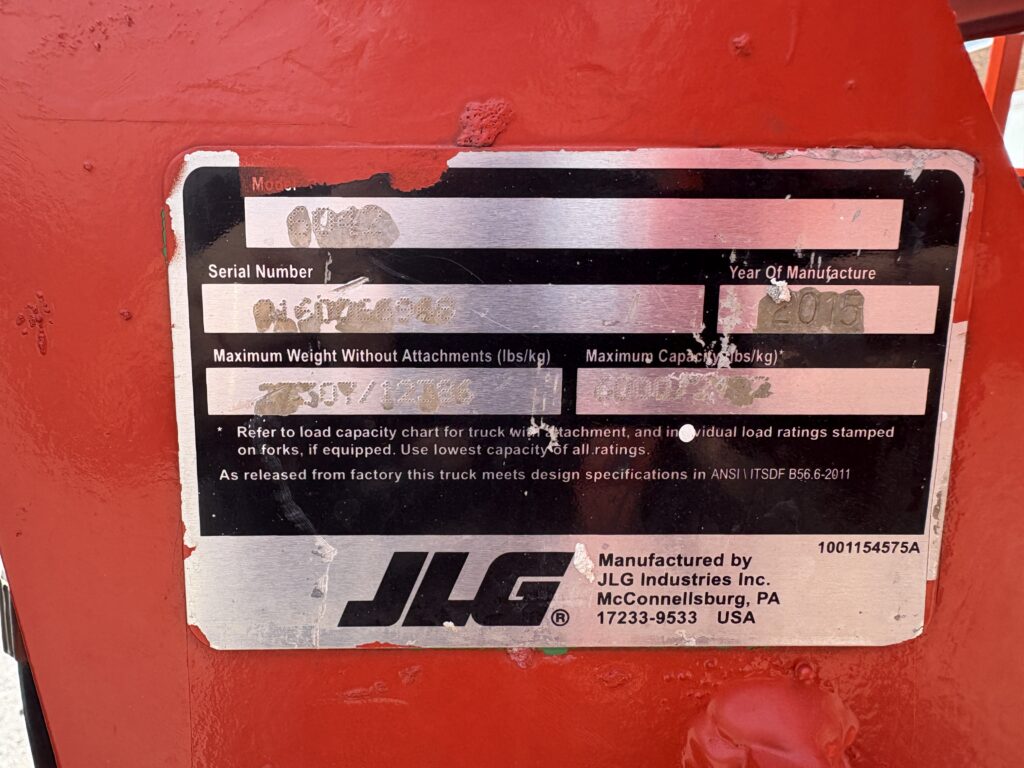 Model
Serial Number
Year Of Manufacture
2015
Maximum Weight Without Attachments (lbs/kg)
Maximum Capacity (lbs/kg)*
/12386
* Refer to load capacity chart for truck with attachment, and individual load ratings stamped
on forks, if equipped. Use lowest capacity of all ratings.
As released from factory this truck meets design specifications in ANSI \ ITSDF B56.6-2011
1001154575A
JLG®
Manufactured by
JLG Industries Inc.
McConnellsburg, PA
17233-9533 USA